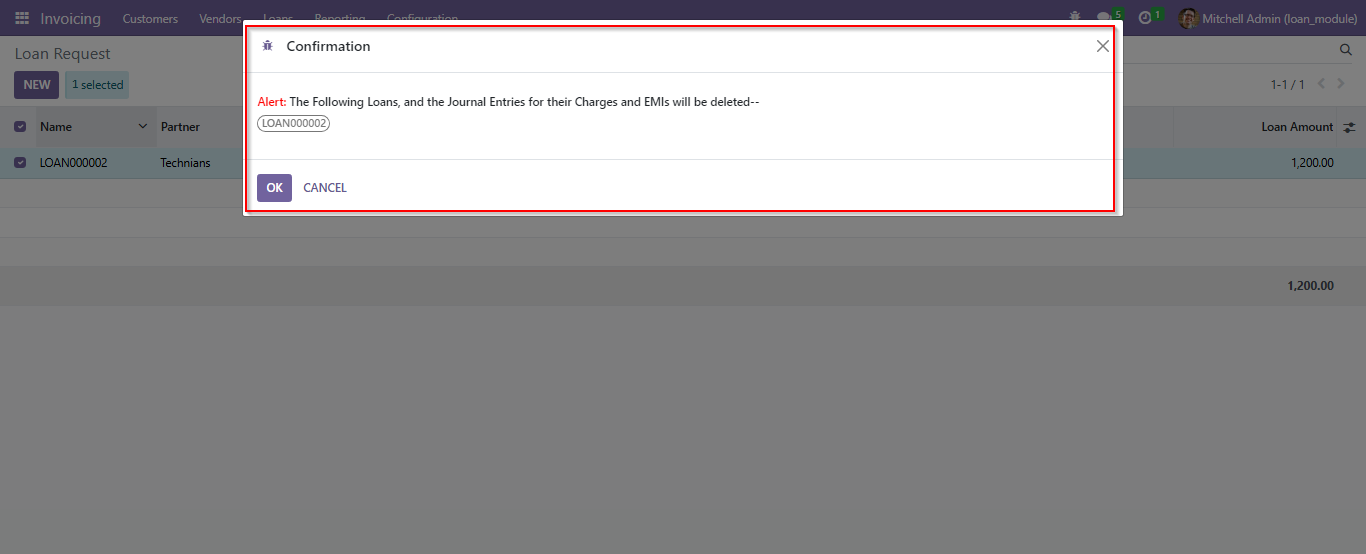 Invoicing Customers Vendors Loans Reporting Configuration 5 1 Mitchell Admin (loan_module)
Loan Request
Confirmation
NEW 1 selected
1-1 / 1
Alert: The Following Loans, and the Journal Entries for their Charges and EMIs will be deleted--
LOAN000002
Name Partner Loan Amount
LOAN000002 Technians 1,200.00
OK CANCEL
1,200.00